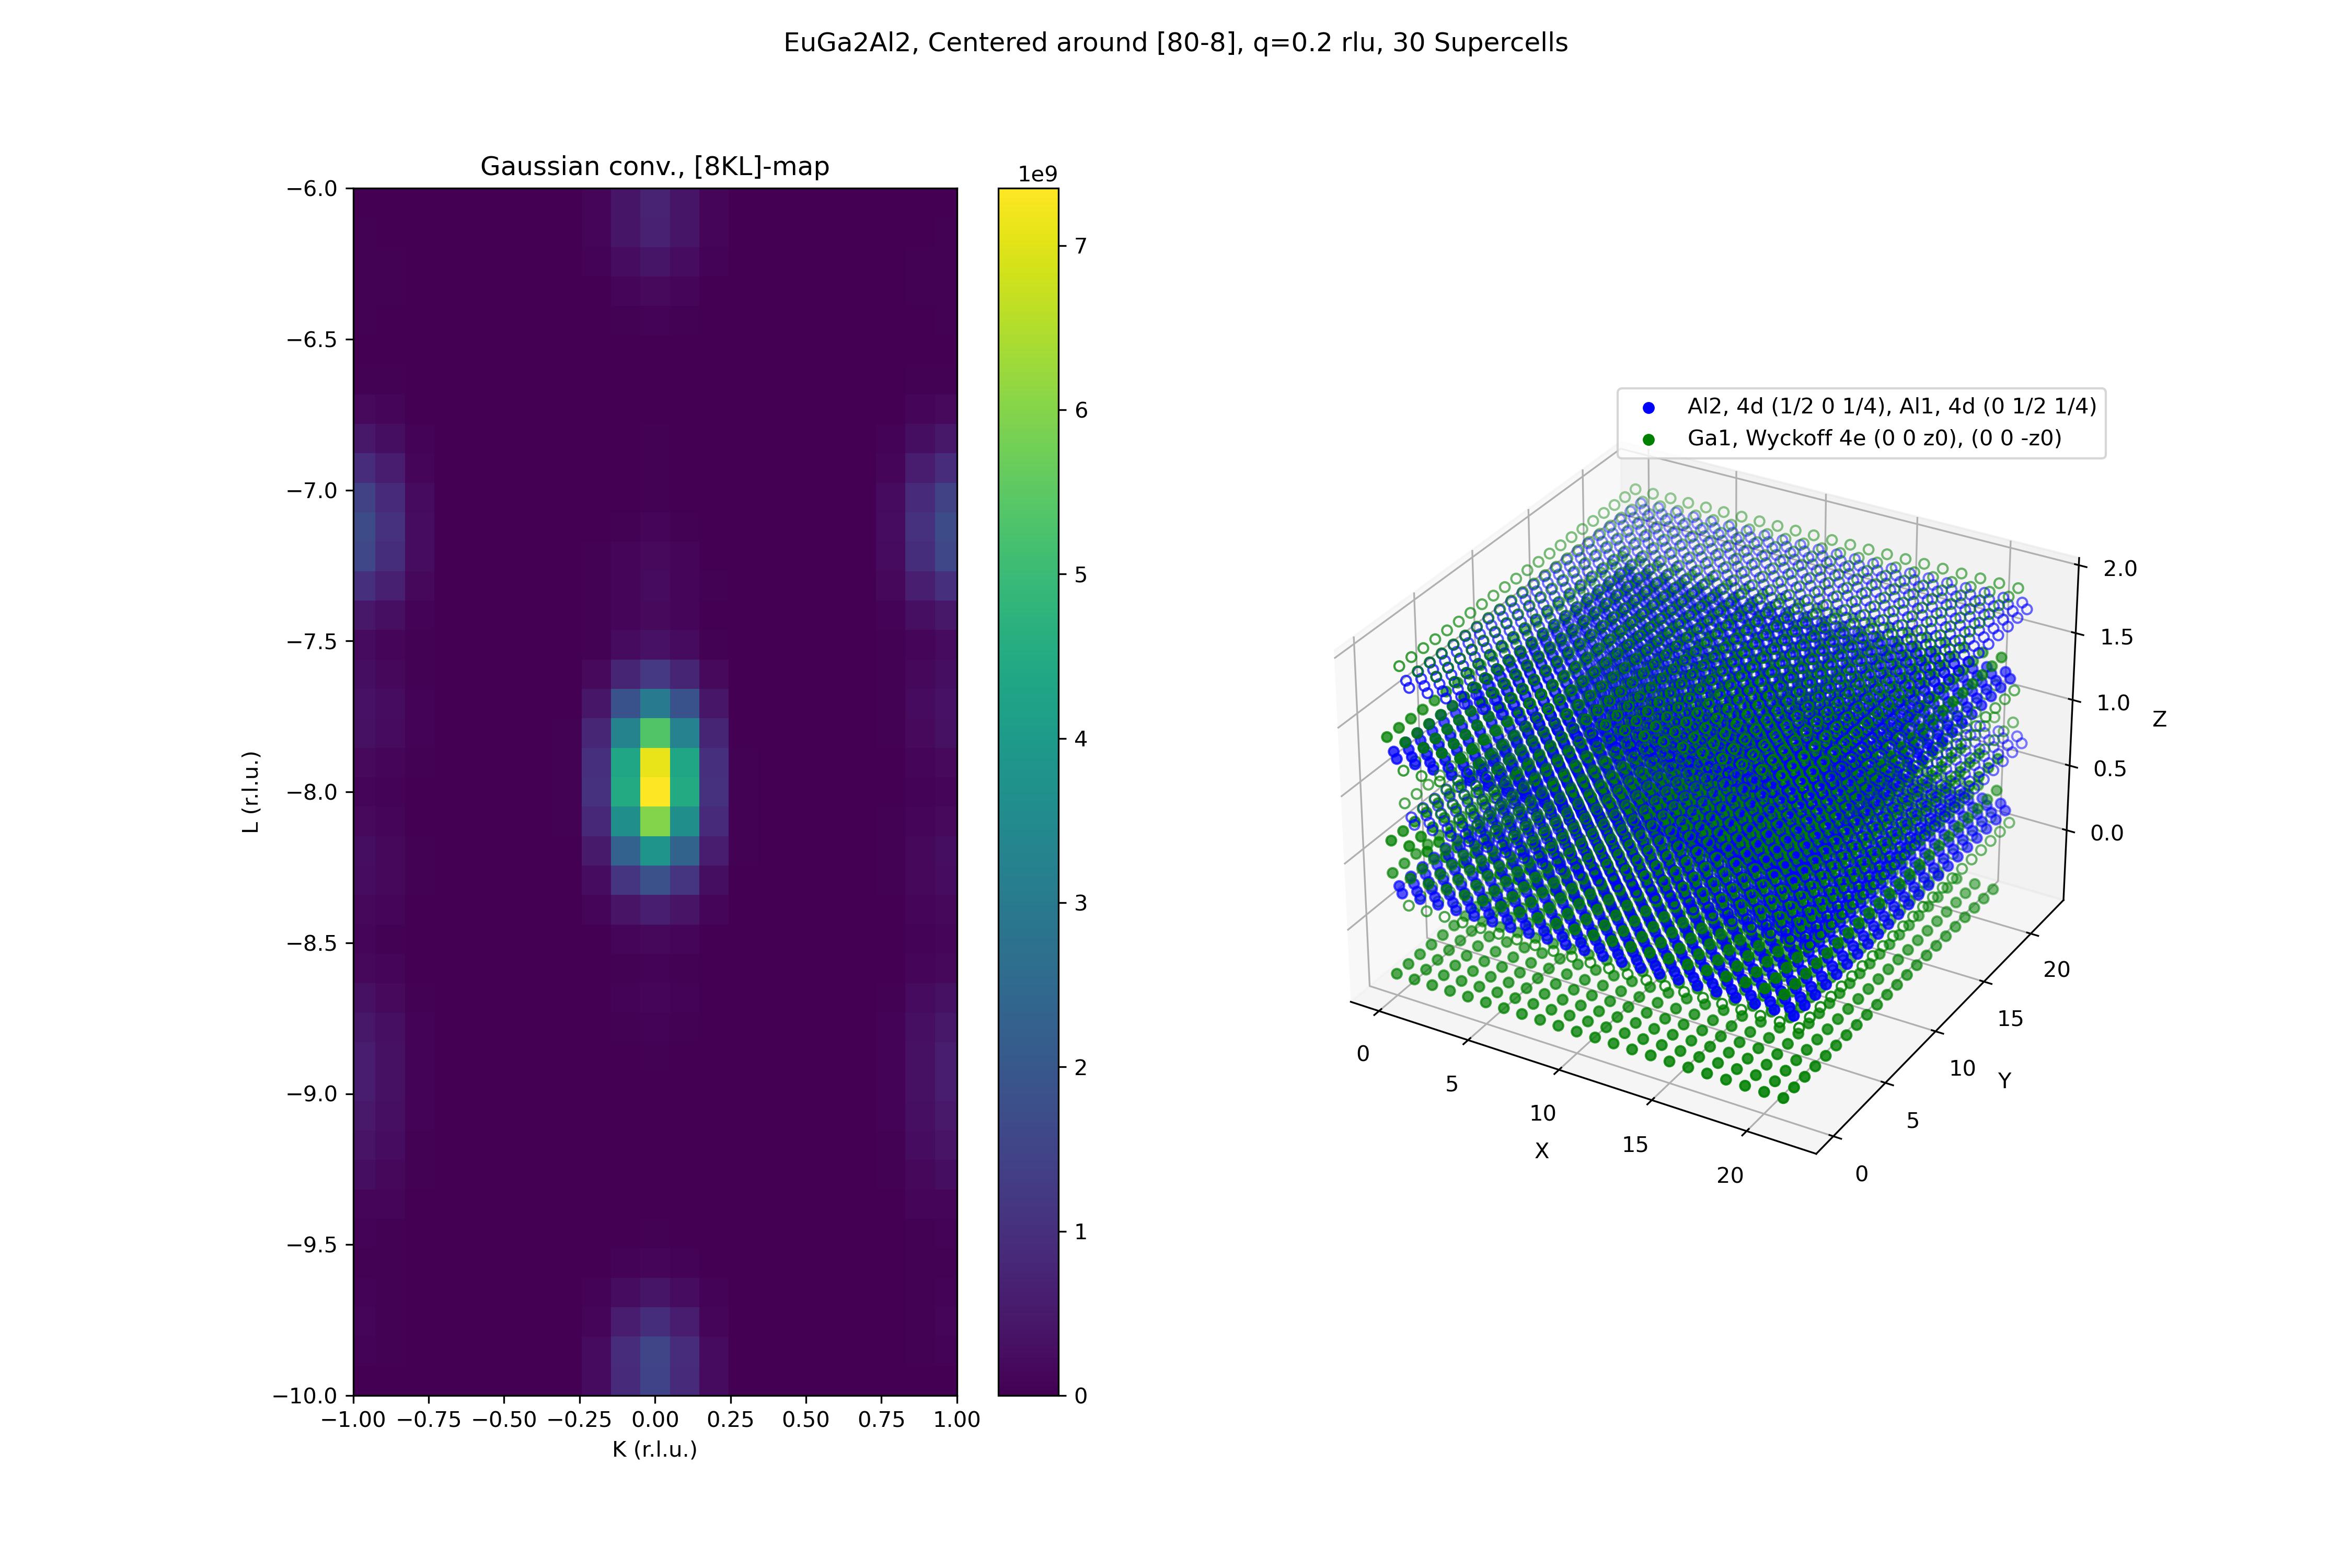 EuGa2Al2, Centered around [80-8], q=0.2 rlu, 30 Supercells
Gaussian conv., [8KL]-map
1e9
−6.0
−6.5
−7.0
−7.5
−8.0
−8.5
−9.0
−9.5
−10.0
L (r.l.u.)
−1.00 −0.75 −0.50 −0.25 0.00 0.25 0.50 0.75 1.00
K (r.l.u.)
7
6
5
4
3
2
1
0
Al2, 4d (1/2 0 1/4), Al1, 4d (0 1/2 1/4)
Ga1, Wyckoff 4e (0 0 z0), (0 0 -z0)
2.0
1.5
1.0
0.5
0.0
Z
0
5
10
15
20
X
0
5
10
15
20
Y